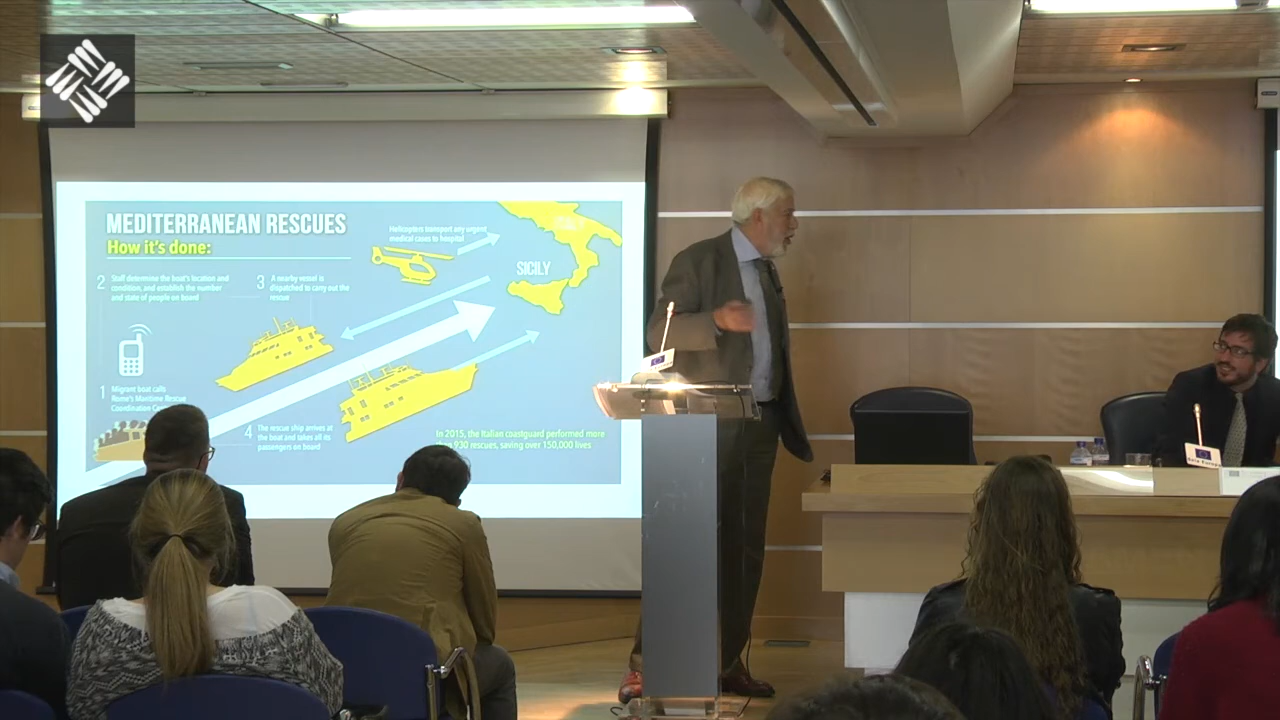 MEDITERRANEAN RESCUES
How it's done:
Helicopters transport any urgent
medical cases to hospital
SICILY
2 Staff determine the boat's location and
condition, and establish the number
and state of people on board
3 A nearby vessel is
dispatched to carry out the
rescue
1 Migrant boat calls
Rome's Maritime Rescue
Coordination
4 The rescue ship arrives at
the boat and takes all its
passengers on board
In 2015, the Italian coastguard performed more
930 rescues, saving over 150,000 lives